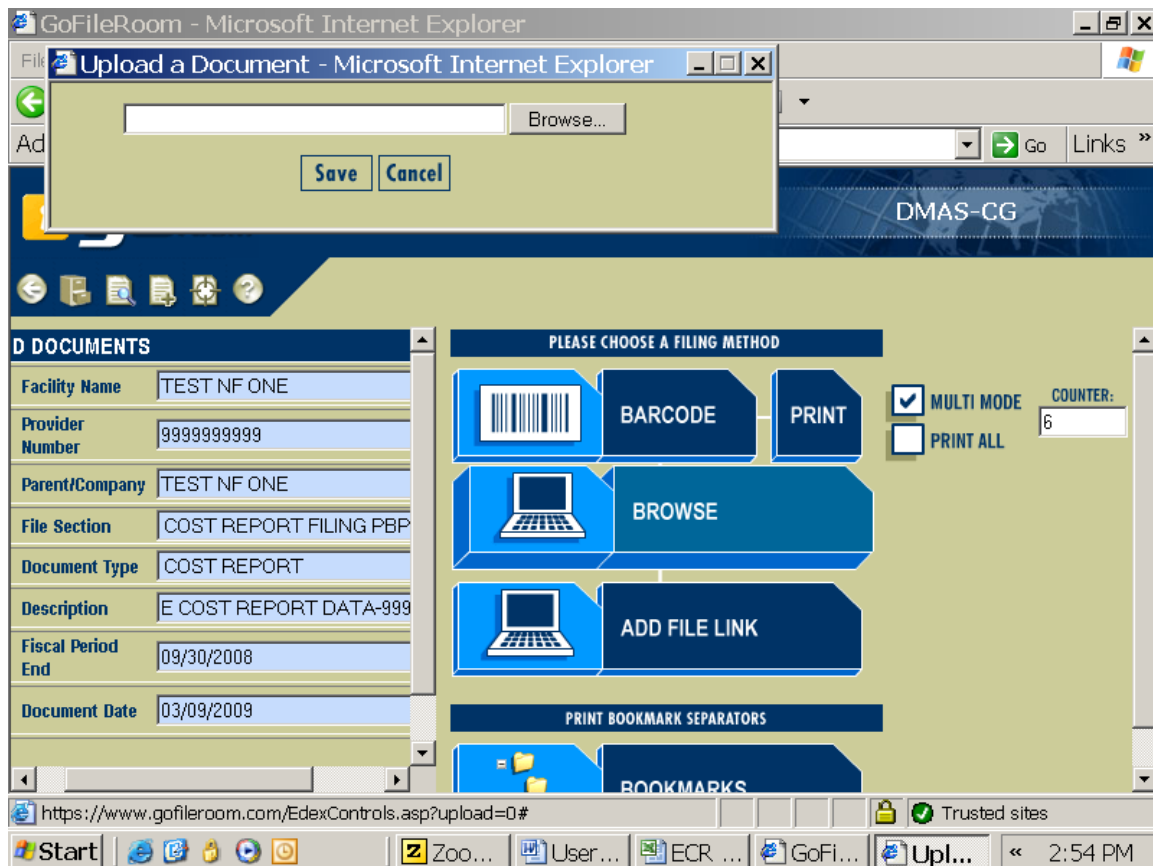 GoFileRoom - Microsoft Internet Explorer
Upload a Document - Microsoft Internet Explorer
Browse...
Save Cancel
Go Links »
DMAS-CG
D DOCUMENTS
Facility Name TEST NF ONE
Provider Number 9999999999
Parent/Company TEST NF ONE
File Section COST REPORT FILING PBP
Document Type COST REPORT
Description E COST REPORT DATA-999
Fiscal Period End 09/30/2008
Document Date 03/09/2009
PLEASE CHOOSE A FILING METHOD
BARCODE PRINT
MULTI MODE
PRINT ALL
COUNTER:
6
BROWSE
ADD FILE LINK
PRINT BOOKMARK SEPARATORS
BOOKMARKS
https://www.gofileroom.com/EdexControls.asp?upload=0#
Trusted sites
Start Zoo... User... ECR ... GoFi... Upl... « 2:54 PM